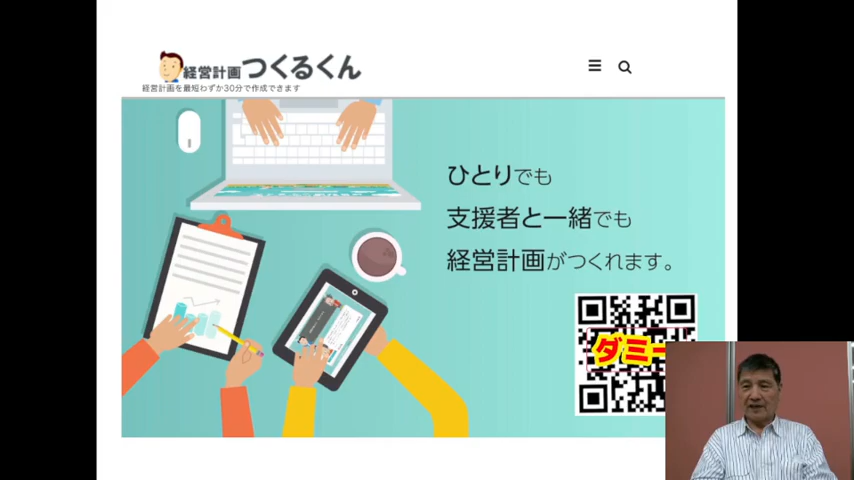 経営計画つくるくん
経営計画を最短わずか30分で作成できます
ひとりでも
支援者と一緒でも
経営計画がつくれます。
ダミー